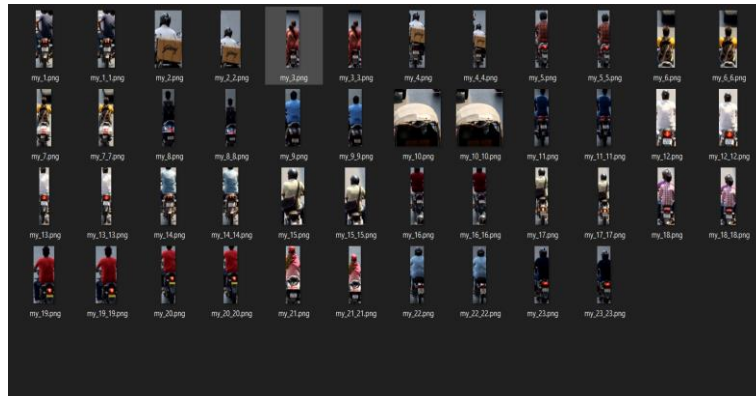 my_1.png my_1_1.png my_2.png my_2_2.png my_3.png my_3_3.png my_4.png my_4_4.png my_5.png my_5_5.png my_6.png my_6_6.png
my_7.png my_7_7.png my_8.png my_8_8.png my_9.png my_9_9.png my_10.png my_10_10.png my_11.png my_11_11.png my_12.png my_12_12.png
my_13.png my_13_13.png my_14.png my_14_14.png my_15.png my_15_15.png my_16.png my_16_16.png my_17.png my_17_17.png my_18.png my_18_18.png
my_19.png my_19_19.png my_20.png my_20_20.png my_21.png my_21_21.png my_22.png my_22_22.png my_23.png my_23_23.png